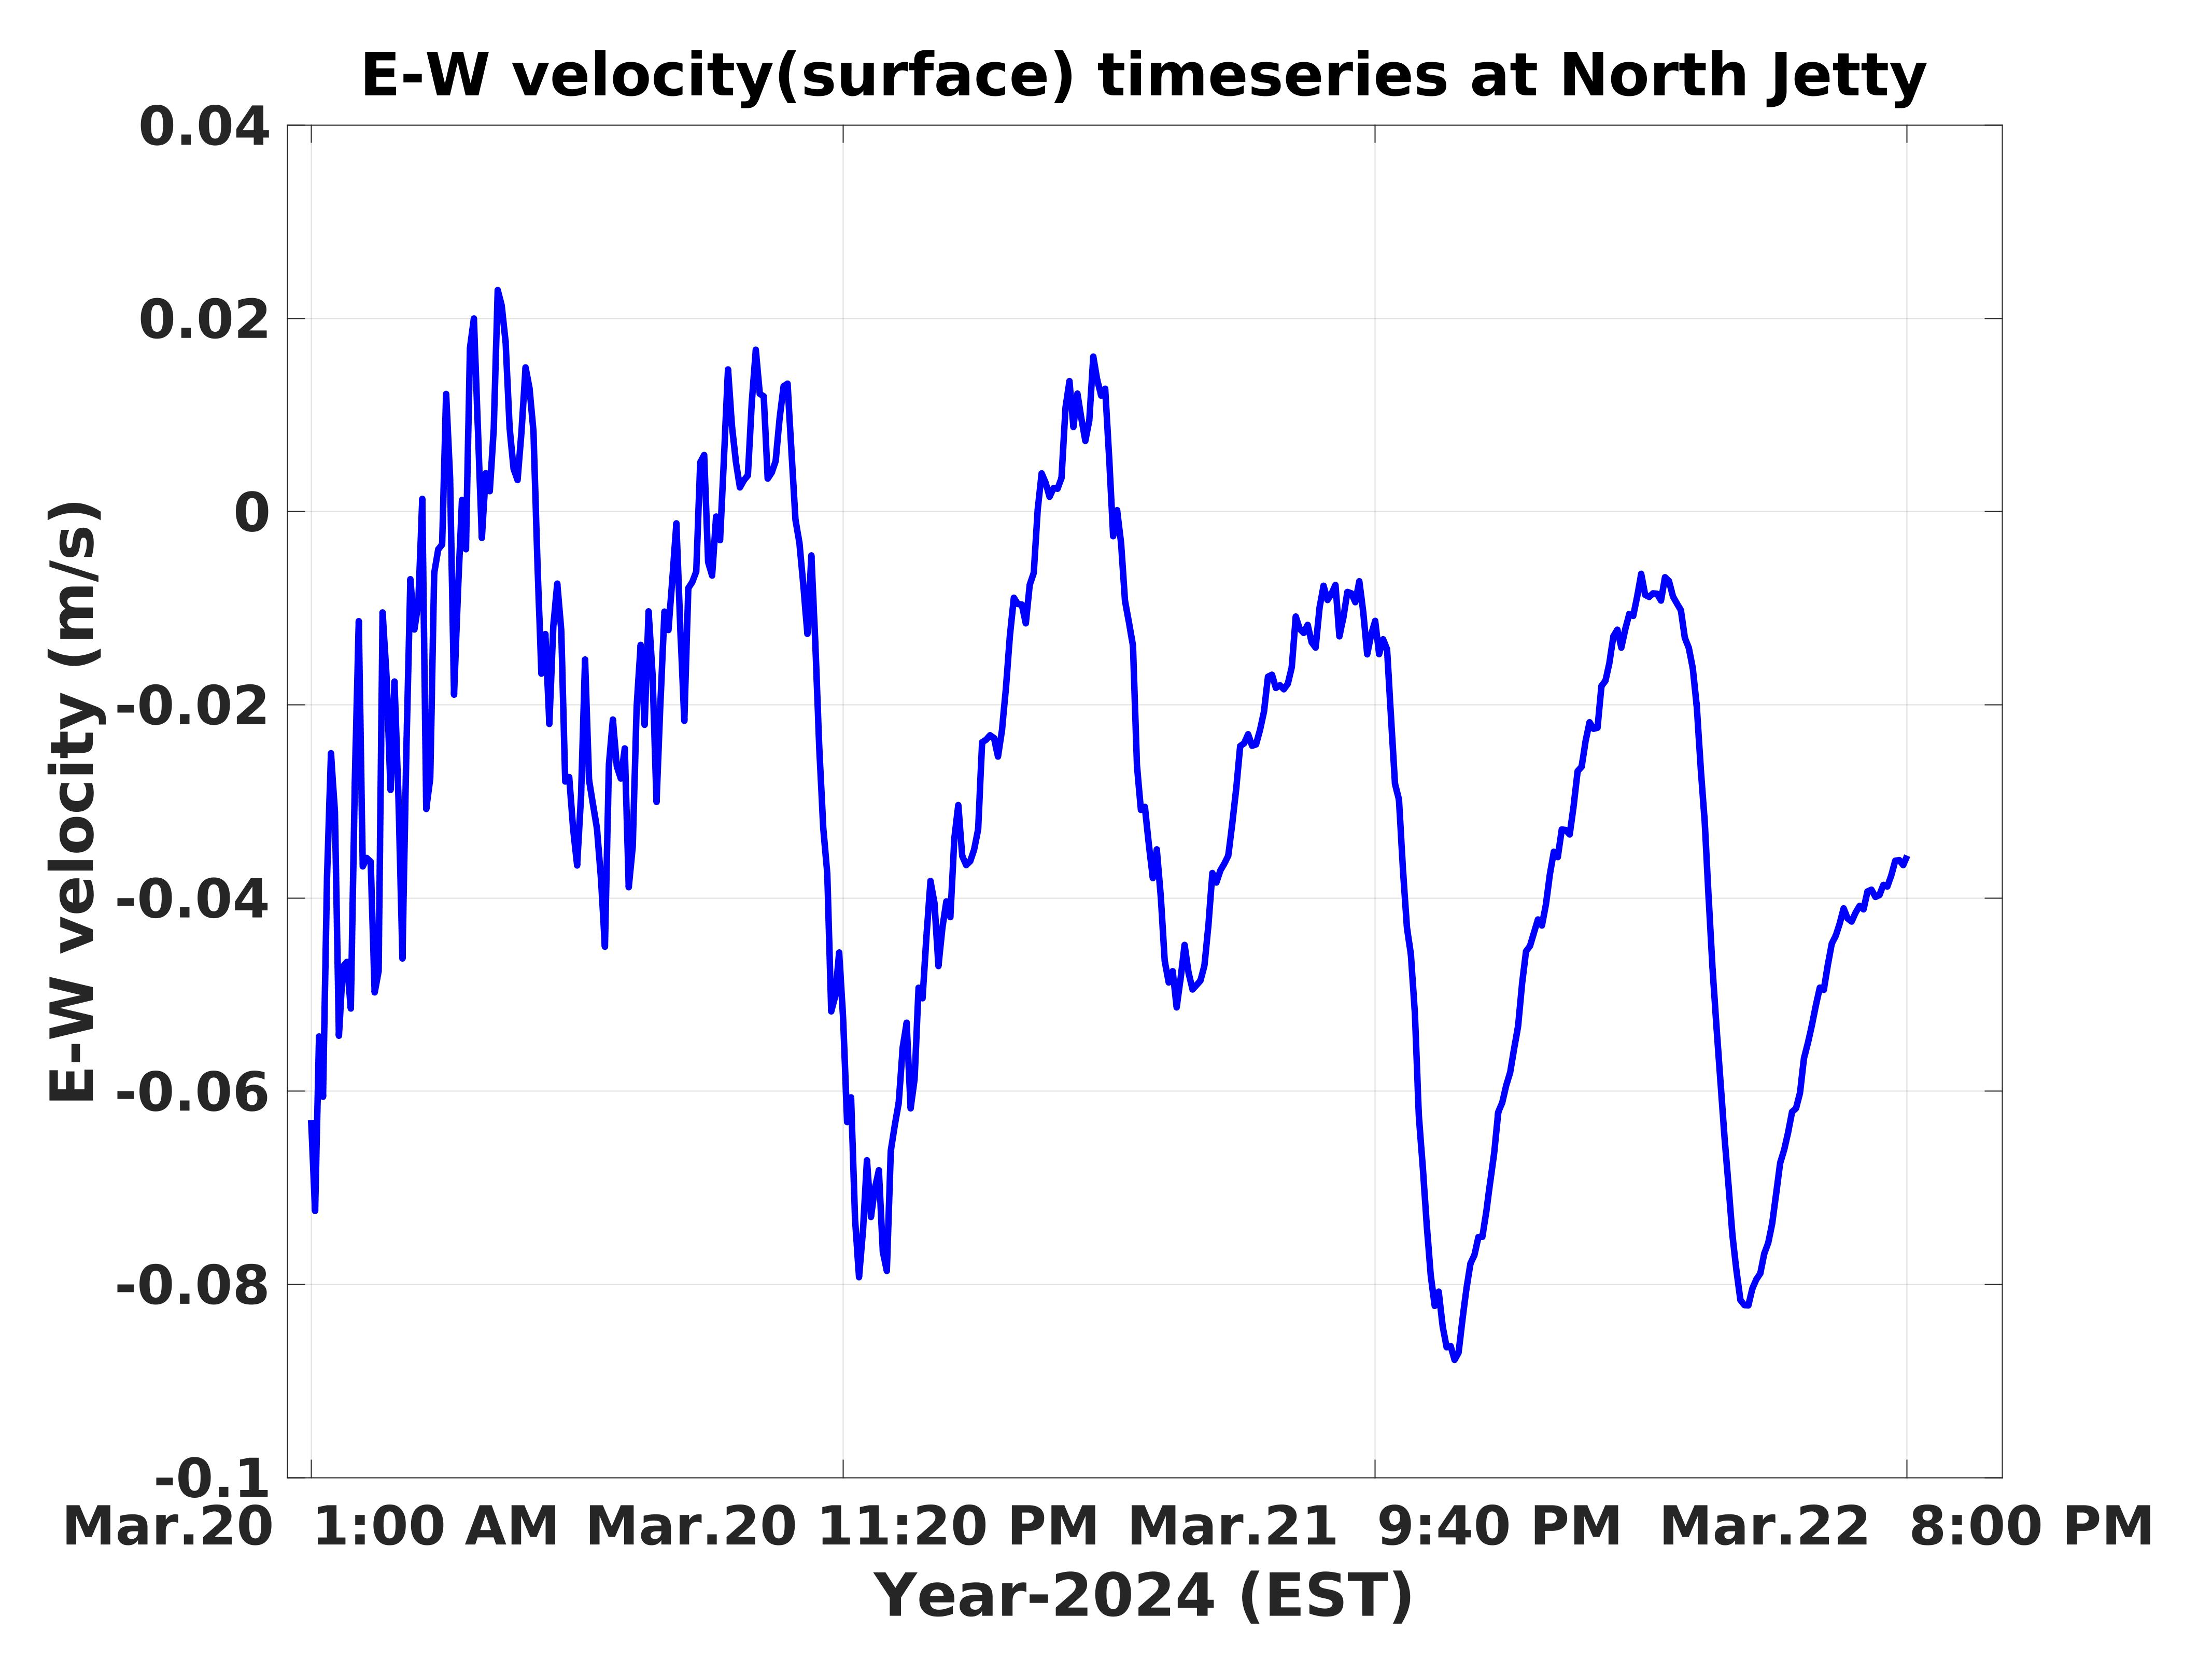 E-W velocity(surface) timeseries at North Jetty
0.04
0.02
0
-0.02
-0.04
-0.06
-0.08
-0.1
E-W velocity (m/s)
Mar.20 1:00 AM Mar.20 11:20 PM Mar.21 9:40 PM Mar.22 8:00 PM
Year-2024 (EST)